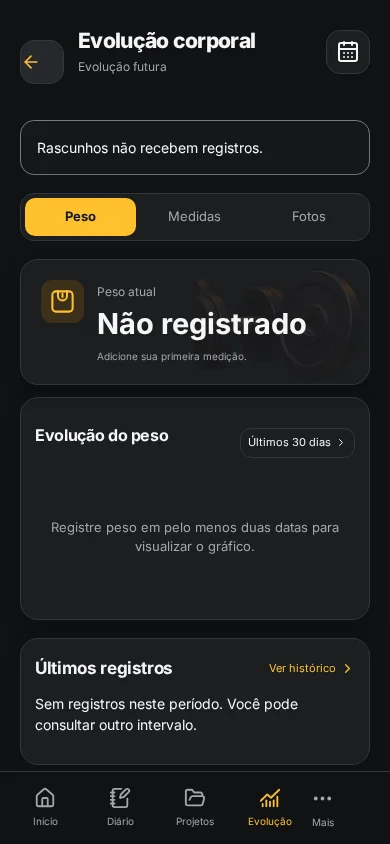 Evolução corporal
Evolução futura
Rascunhos não recebem registros.
Peso
Medidas
Fotos
Peso atual
Não registrado
Adicione sua primeira medição.
Evolução do peso
Últimos 30 dias
Registre peso em pelo menos duas datas para
visualizar o gráfico.
Últimos registros
Ver histórico
Sem registros neste período. Você pode
consultar outro intervalo.
Início
Diário
Projetos
Evolução
Mais